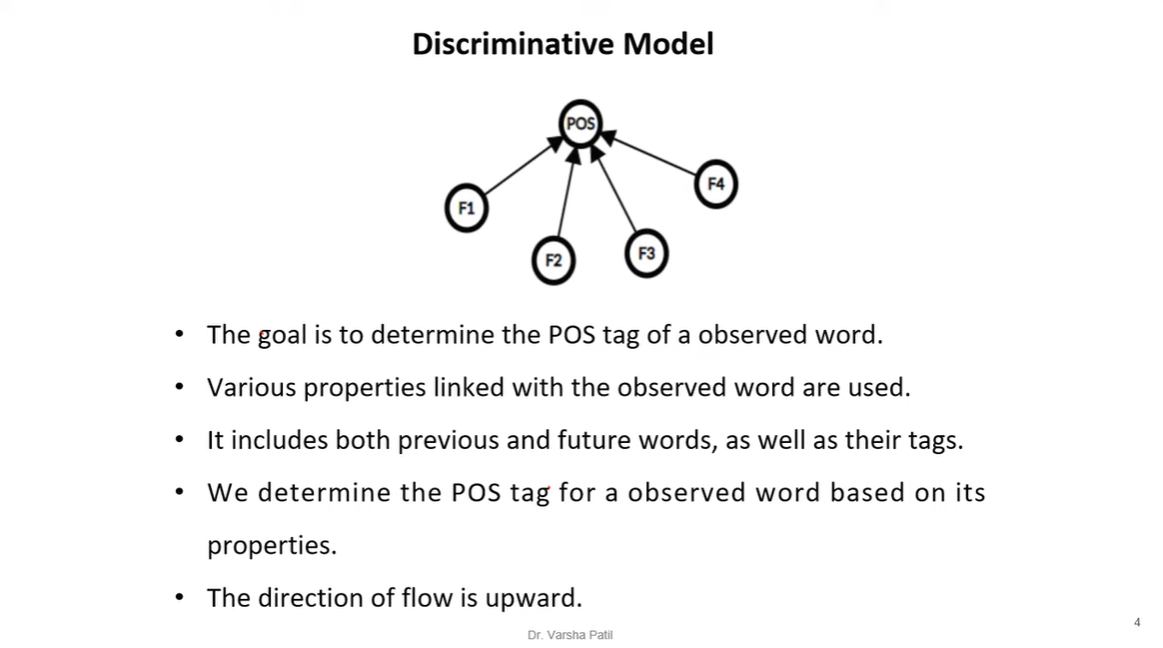 Discriminative Model
POS
F1
F4
F2
F3
• The goal is to determine the POS tag of a observed word.
• Various properties linked with the observed word are used.
• It includes both previous and future words, as well as their tags.
• We determine the POS tag for a observed word based on its
properties.
• The direction of flow is upward.
Dr. Varsha Patil
4